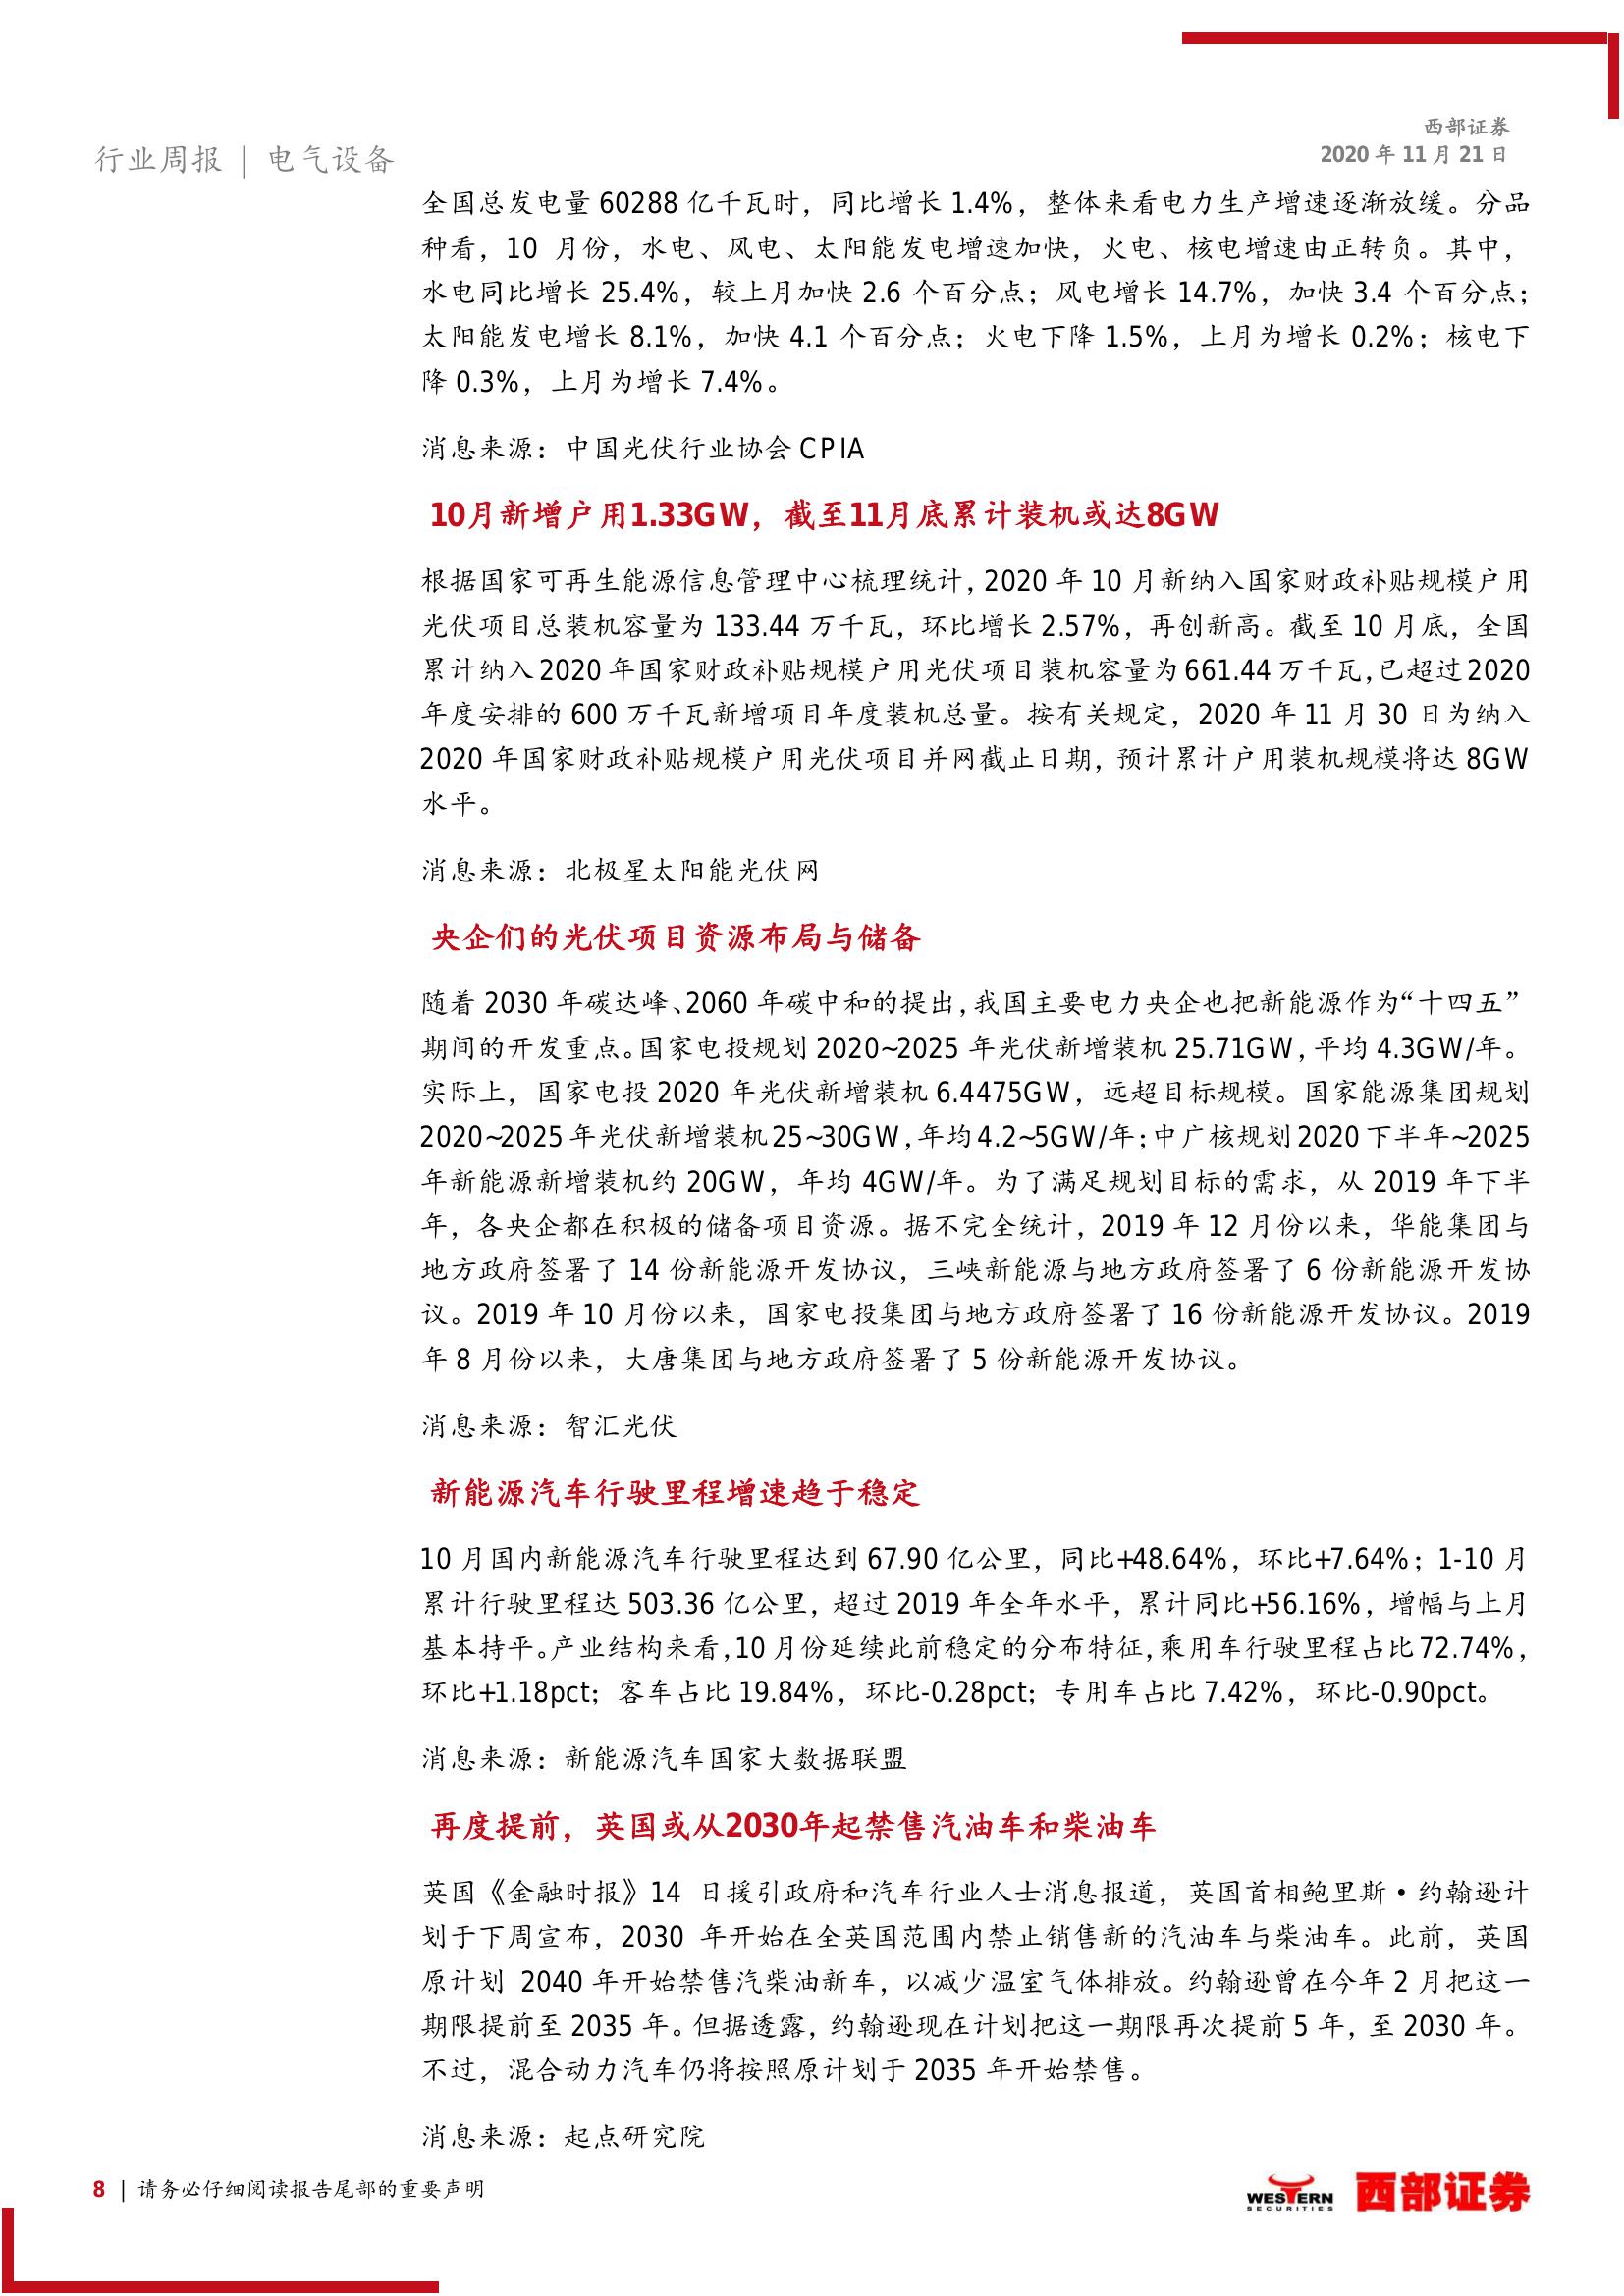 西部证券
行业周报 | 电气设备
2020 年 11 月 21 日
全国总发电量 60288 亿千瓦时，同比增长 1.4%，整体来看电力生产增速逐渐放缓。分品
种看，10 月份，水电、风电、太阳能发电增速加快，火电、核电增速由正转负。其中，
水电同比增长 25.4%，较上月加快 2.6 个百分点；风电增长 14.7%，加快 3.4 个百分点；
太阳能发电增长 8.1%，加快 4.1 个百分点；火电下降 1.5%，上月为增长 0.2%；核电下
降 0.3%，上月为增长 7.4%。
消息来源：中国光伏行业协会 CPIA
10月新增户用1.33GW，截至11月底累计装机或达8GW
根据国家可再生能源信息管理中心梳理统计，2020 年 10 月新纳入国家财政补贴规模户用
光伏项目总装机容量为 133.44 万千瓦，环比增长 2.57%，再创新高。截至 10 月底，全国
累计纳入 2020 年国家财政补贴规模户用光伏项目装机容量为 661.44 万千瓦，已超过 2020
年度安排的 600 万千瓦新增项目年度装机总量。按有关规定，2020 年 11 月 30 日为纳入
2020 年国家财政补贴规模户用光伏项目并网截止日期，预计累计户用装机规模将达 8GW
水平。
消息来源：北极星太阳能光伏网
央企们的光伏项目资源布局与储备
随着 2030 年碳达峰、2060 年碳中和的提出，我国主要电力央企也把新能源作为“十四五”
期间的开发重点。国家电投规划 2020~2025 年光伏新增装机 25.71GW，平均 4.3GW/年。
实际上，国家电投 2020 年光伏新增装机 6.4475GW，远超目标规模。国家能源集团规划
2020~2025 年光伏新增装机 25~30GW，年均 4.2~5GW/年；中广核规划 2020 下半年~2025
年新能源新增装机约 20GW，年均 4GW/年。为了满足规划目标的需求，从 2019 年下半
年，各央企都在积极的储备项目资源。据不完全统计，2019 年 12 月份以来，华能集团与
地方政府签署了 14 份新能源开发协议，三峡新能源与地方政府签署了 6 份新能源开发协
议。2019 年 10 月份以来，国家电投集团与地方政府签署了 16 份新能源开发协议。2019
年 8 月份以来，大唐集团与地方政府签署了 5 份新能源开发协议。
消息来源：智汇光伏
新能源汽车行驶里程增速趋于稳定
10 月国内新能源汽车行驶里程达到 67.90 亿公里，同比+48.64%，环比+7.64%；1-10 月
累计行驶里程达 503.36 亿公里，超过 2019 年全年水平，累计同比+56.16%，增幅与上月
基本持平。产业结构来看，10 月份延续此前稳定的分布特征，乘用车行驶里程占比 72.74%，
环比+1.18pct；客车占比 19.84%，环比-0.28pct；专用车占比 7.42%，环比-0.90pct。
消息来源：新能源汽车国家大数据联盟
再度提前，英国或从2030年起禁售汽油车和柴油车
英国《金融时报》14 日援引政府和汽车行业人士消息报道，英国首相鲍里斯·约翰逊计
划于下周宣布，2030 年开始在全英国范围内禁止销售新的汽油车与柴油车。此前，英国
原计划 2040 年开始禁售汽柴油新车，以减少温室气体排放。约翰逊曾在今年 2 月把这一
期限提前至 2035 年。但据透露，约翰逊现在计划把这一期限再次提前 5 年，至 2030 年。
不过，混合动力汽车仍将按照原计划于 2035 年开始禁售。
消息来源：起点研究院
8 | 请务必仔细阅读报告尾部的重要声明
WESTERN
SECURITIES
西部证券